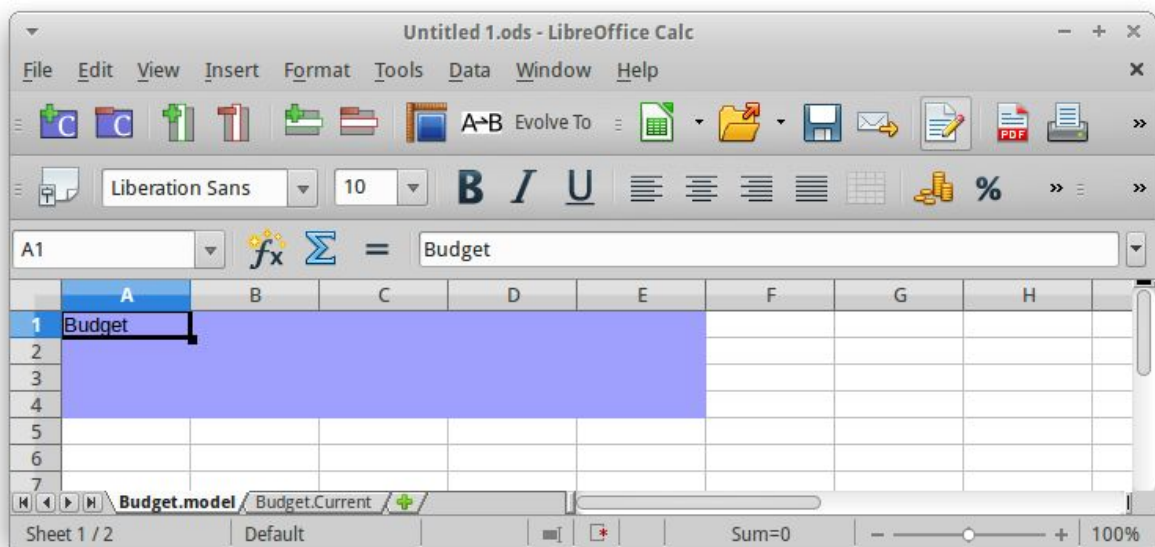 Untitled 1.ods - LibreOffice Calc
File Edit View Insert Format Tools Data Window Help
C C A→B Evolve To PDF »
Liberation Sans 10 B I U % » »
A1 fx Σ = Budget
A B C D E F G H
1 Budget
2
3
4
5
6
7
Budget.model Budget.Current
Sheet 1 / 2 Default Sum=0 100%